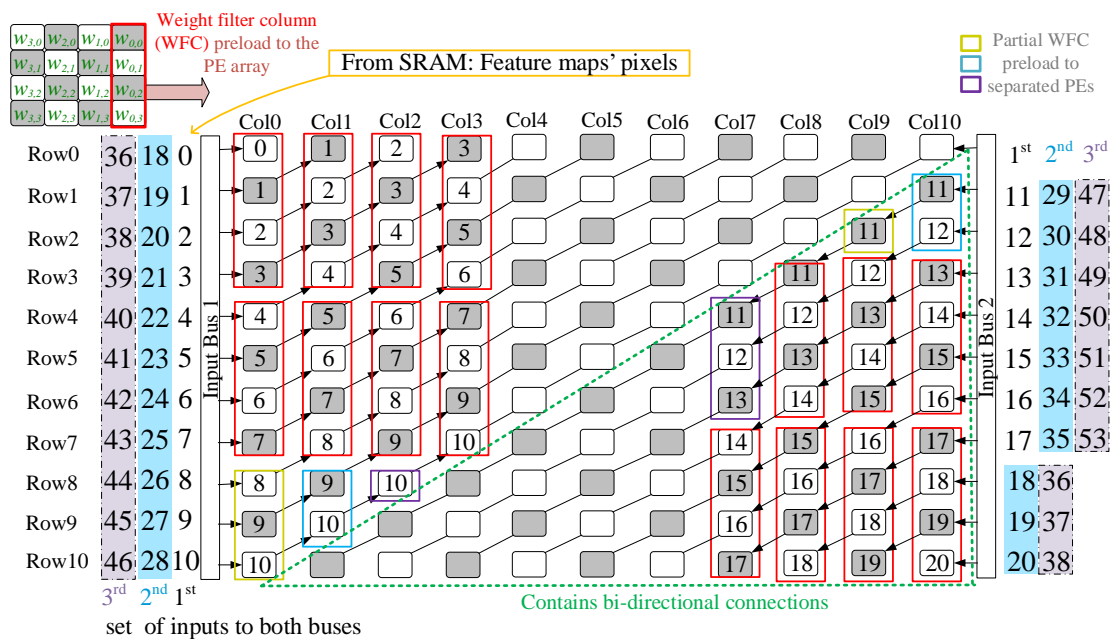 Weight filter column
(WFC) preload to the
PE array
w3,0 w2,0 w1,0 w0,0
w3,1 w2,1 w1,1 w0,1
w3,2 w2,2 w1,2 w0,2
w3,3 w2,3 w1,3 w0,3
From SRAM: Feature maps' pixels
Partial WFC
preload to
separated PEs
Col0 Col1 Col2 Col3 Col4 Col5 Col6 Col7 Col8 Col9 Col10
Row0 36 18 0 0 1 2 3 1st 2nd 3rd
Row1 37 19 1 1 2 3 4 11 11 29 47
Row2 38 20 2 2 3 4 5 11 12 12 30 48
Row3 39 21 3 3 4 5 6 11 12 13 13 31 49
Row4 40 22 4 4 5 6 7 11 12 13 14 14 32 50
Row5 41 23 5 5 6 7 8 12 13 14 15 15 33 51
Row6 42 24 6 6 7 8 9 13 14 15 16 16 34 52
Row7 43 25 7 7 8 9 10 14 15 16 17 17 35 53
Row8 44 26 8 8 9 10 15 16 17 18 18 36
Row9 45 27 9 9 10 16 17 18 19 19 37
Row10 46 28 10 10 17 18 19 20 20 38
Input Bus 1
Input Bus 2
3rd 2nd 1st
Contains bi-directional connections
set of inputs to both buses